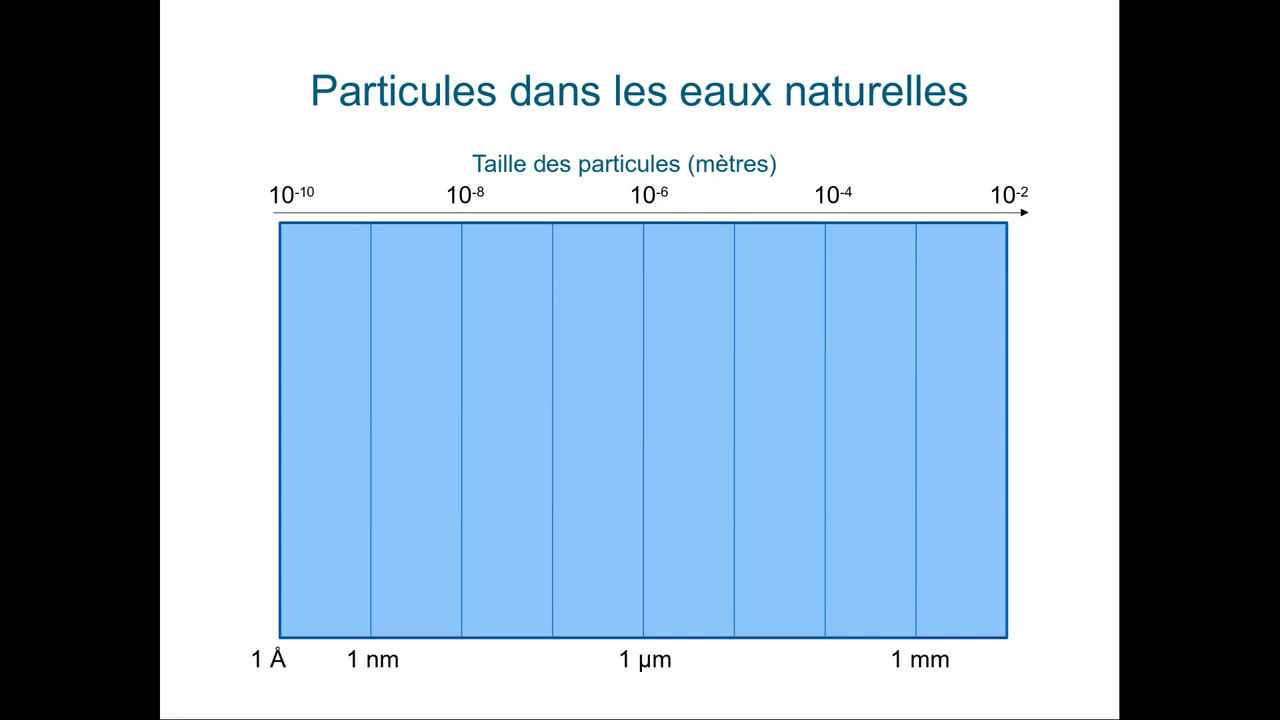 Particules dans les eaux naturelles
Taille des particules (mètres)
10⁻¹⁰ 10⁻⁸ 10⁻⁶ 10⁻⁴ 10⁻²
1 Å 1 nm 1 µm 1 mm